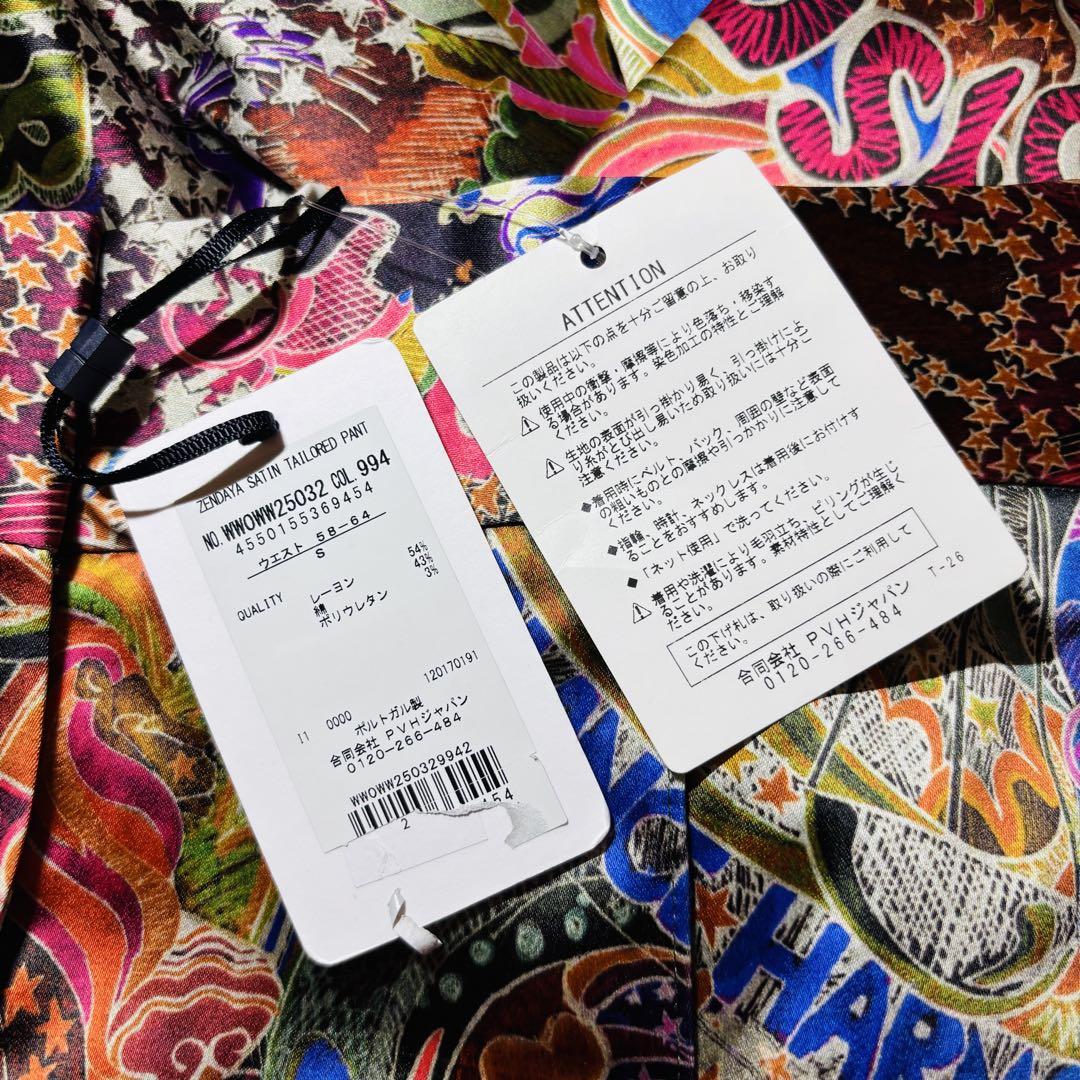 ZENDAYA SATIN TAILORED PANT
NO. WW0WW25032 COL. 994
4550155369454
ウエスト 58-64
S
QUALITY
レーヨン 54%
綿 43%
ポリウレタン 3%
120170191
I1 0000 ポルトガル製
合同会社 PVHジャパン
0120-266-484
WW0WW250329942
2
54
ATTENTION
この製品は以下の点を十分ご留意の上、お取り
扱いください。
⚠使用中の衝撃、摩擦等により色落ち・移染す
る場合があります。染色加工の特性とご理解
ください。
⚠生地の表面が引っ掛かり易く、引っ掛けによ
り糸がとび出し易いため取り扱いには十分ご
注意ください。
◆着用時にベルト、バック、周囲の壁など表面
の粗いものとの摩擦や引っかかりに注意して
ください。
◆指輪、時計、ネックレスは着用後にお付けす
ることをおすすめします。
◆「ネット使用」で洗ってください。
⚠着用や洗濯により毛羽立ち、ピリングが生じ
ることがあります。素材特性としてご理解く
ださい。
この下げ札は、取り扱いの際にご利用して
ください。
合同会社 PVHジャパン
0120-266-484
T-26
HARMO